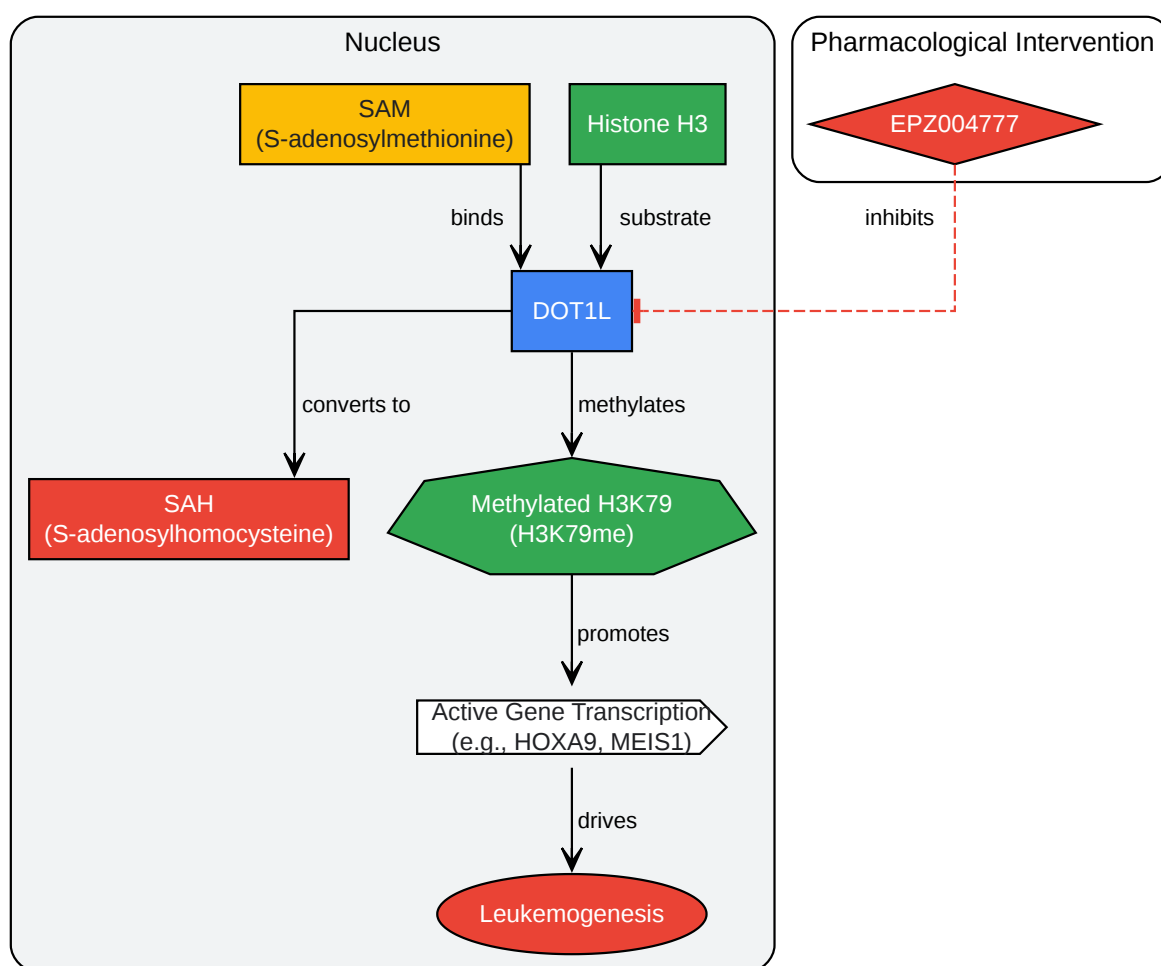 Nucleus
Pharmacological Intervention
SAM
(S-adenosylmethionine)
Histone H3
EPZ004777
binds
substrate
inhibits
DOT1L
converts to
methylates
SAH
(S-adenosylhomocysteine)
Methylated H3K79
(H3K79me)
promotes
Active Gene Transcription
(e.g., HOXA9, MEIS1)
drives
Leukemogenesis